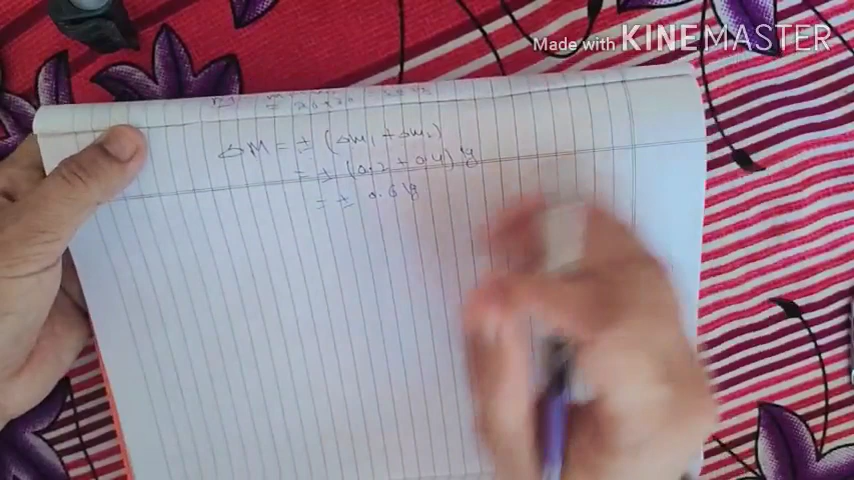 Made with KINEMASTER
ΔM = ± (Δm₁ + Δm₂)
= ± (0.2 + 0.4) g
= ± 0.6 g